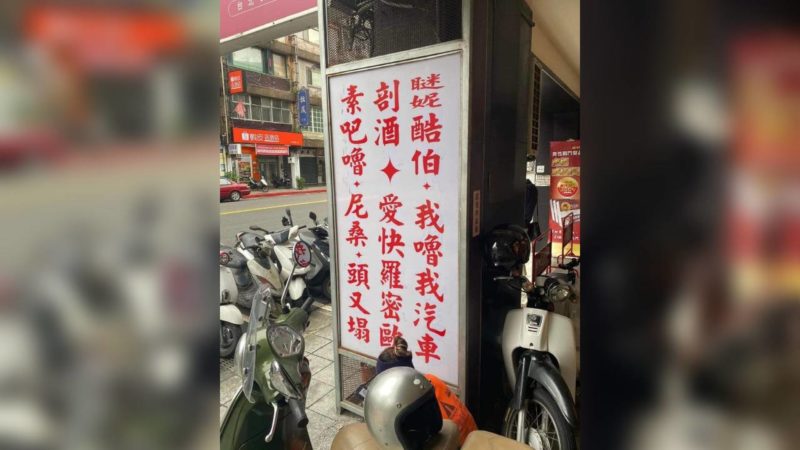 瞇妮酷伯✦我嚕我汽車
剖酒✦愛快羅密歐
素吧嚕✦尼桑✦頭又塌